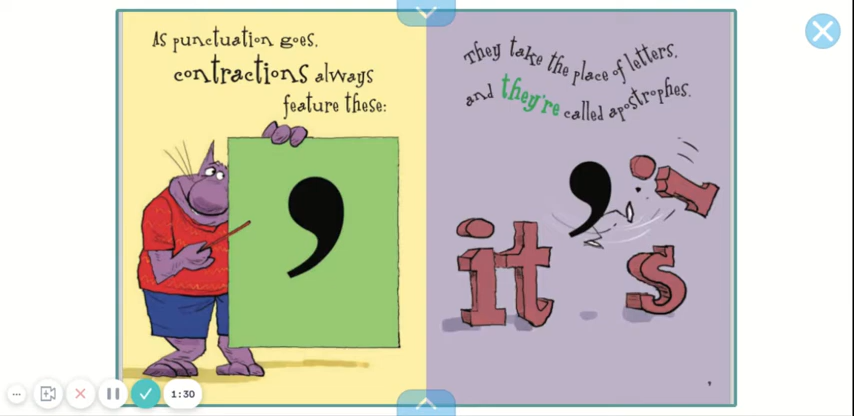 As punctuation goes,
contractions always
feature these:
’
They take the place of letters,
and they’re called apostrophes.
it’s
i
1:30